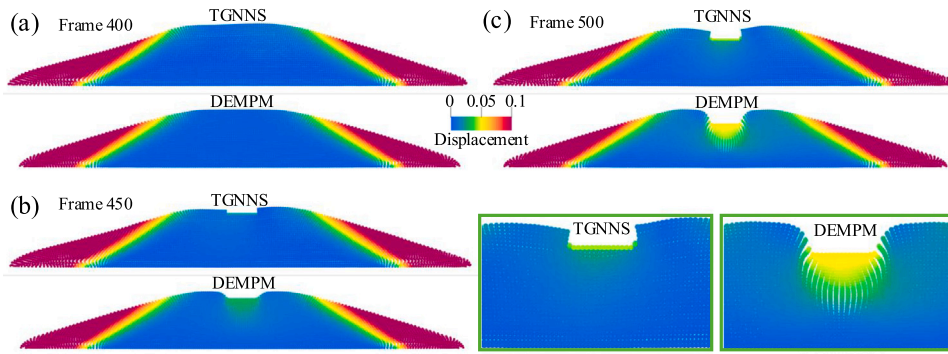 (a) Frame 400
TGNNS
DEMPM
0 0.05 0.1
Displacement
(b) Frame 450
TGNNS
DEMPM
(c) Frame 500
TGNNS
DEMPM
TGNNS
DEMPM